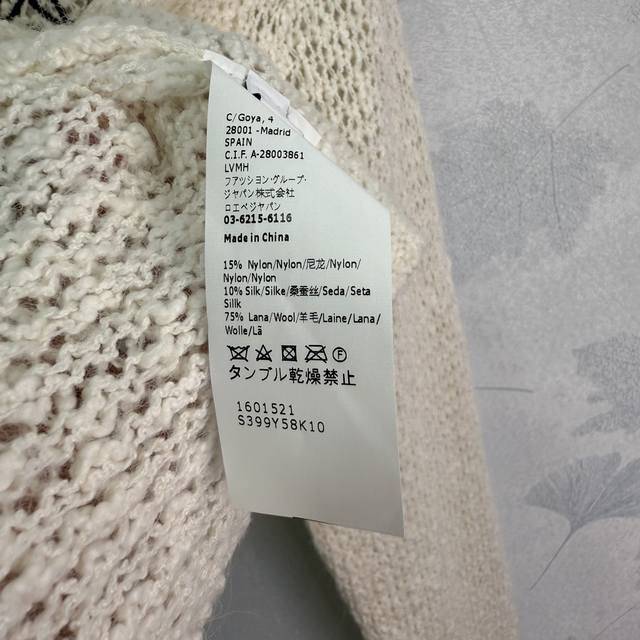 C/Goya, 4
28001 -Madrid
SPAIN
C.I.F. A-28003861
LVMH
ファッション・グループ・
ジャパン株式会社
ロエベジャパン
03-6215-6116
Made in China
15% Nylon/Nylon/尼龙/Nylon/
Nylon/Nylon
10% Silk/Silke/桑蚕丝/Seda/Seta
Sillk
75% Lana/Wool/羊毛/Laine/Lana/
Wolle/Lã
タンブル乾燥禁止
1601521
S399Y58K10